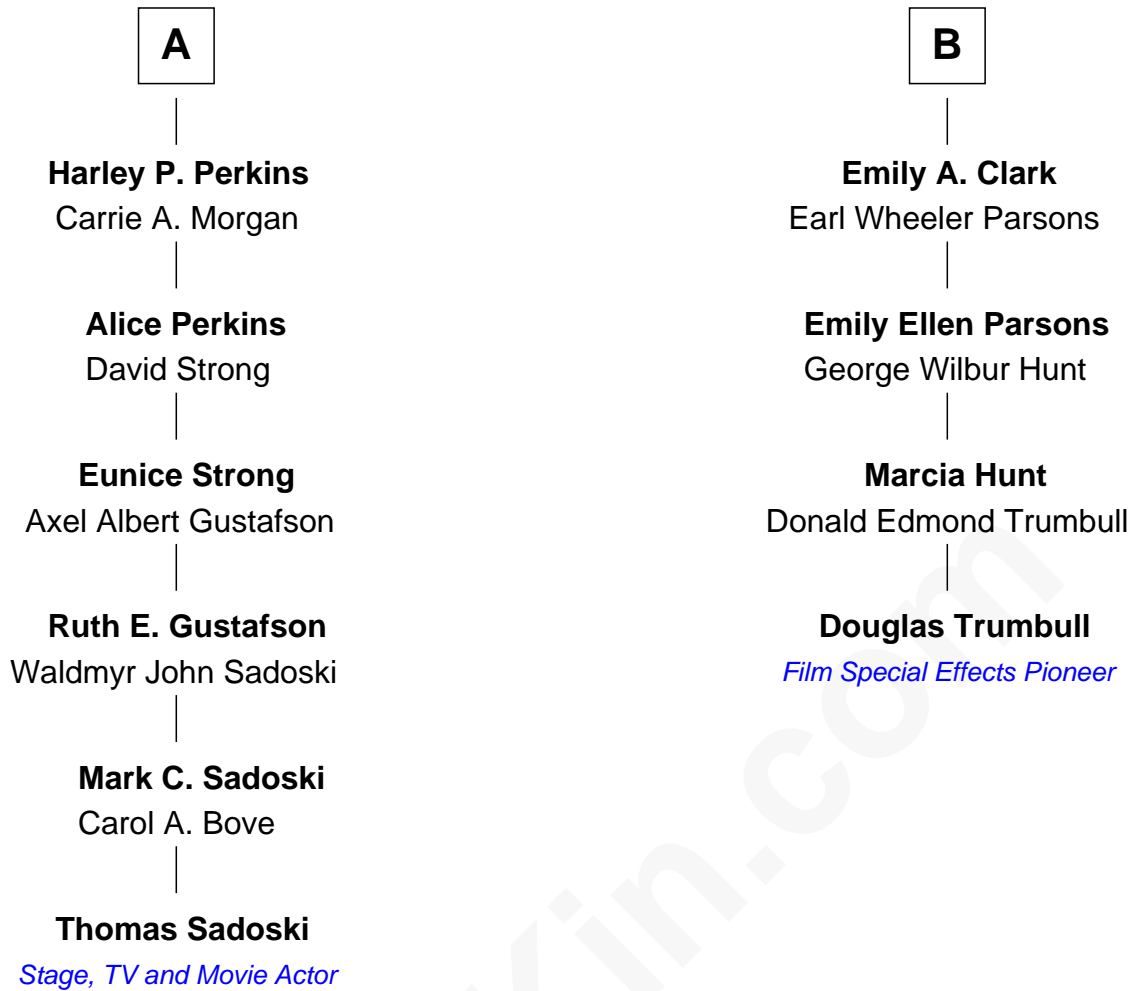 A
Harley P. Perkins
Carrie A. Morgan
Alice Perkins
David Strong
Eunice Strong
Axel Albert Gustafson
Ruth E. Gustafson
Waldmyr John Sadoski
Mark C. Sadoski
Carol A. Bove
Thomas Sadoski
Stage, TV and Movie Actor
B
Emily A. Clark
Earl Wheeler Parsons
Emily Ellen Parsons
George Wilbur Hunt
Marcia Hunt
Donald Edmond Trumbull
Douglas Trumbull
Film Special Effects Pioneer
Kin.com